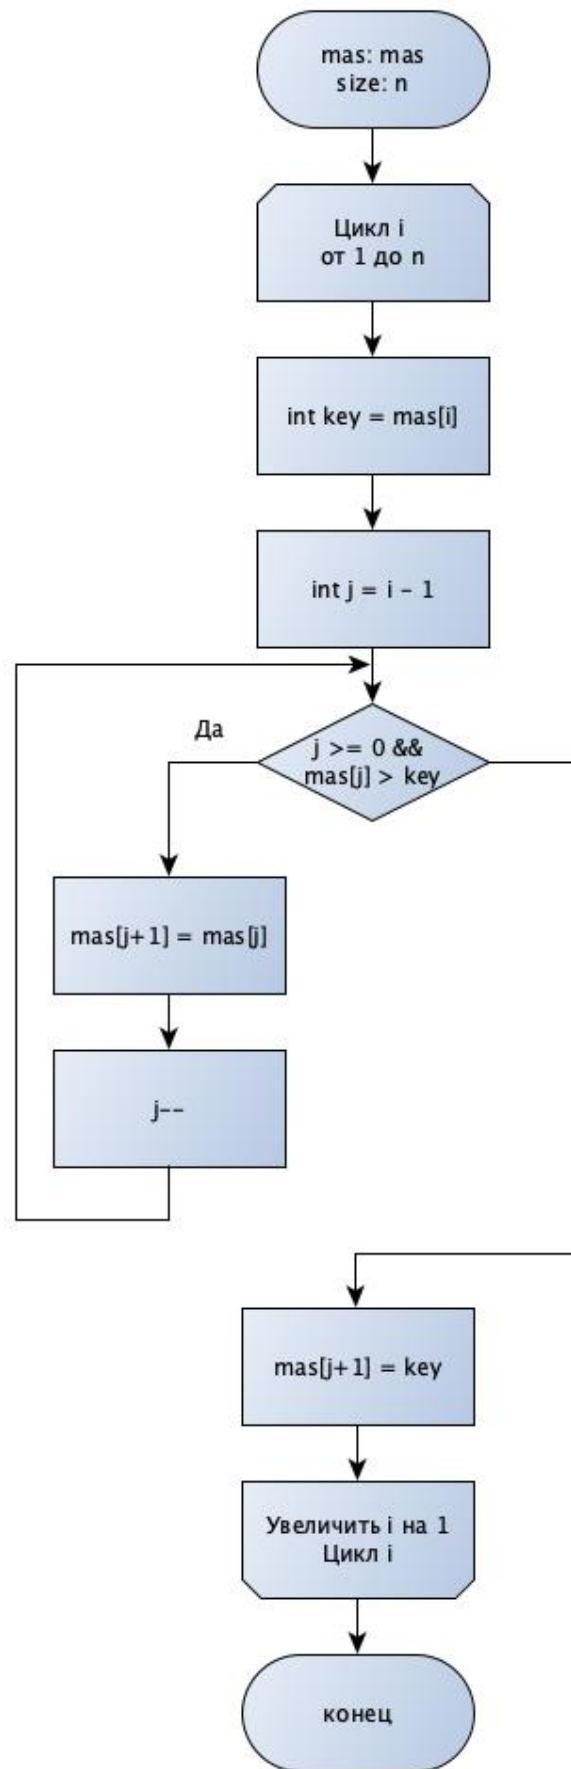 mas: mas
size: n
Цикл i
от 1 до n
int key = mas[i]
int j = i - 1
Да
j >= 0 &&
mas[j] > key
mas[j+1] = mas[j]
j--
mas[j+1] = key
Увеличить i на 1
Цикл i
конец